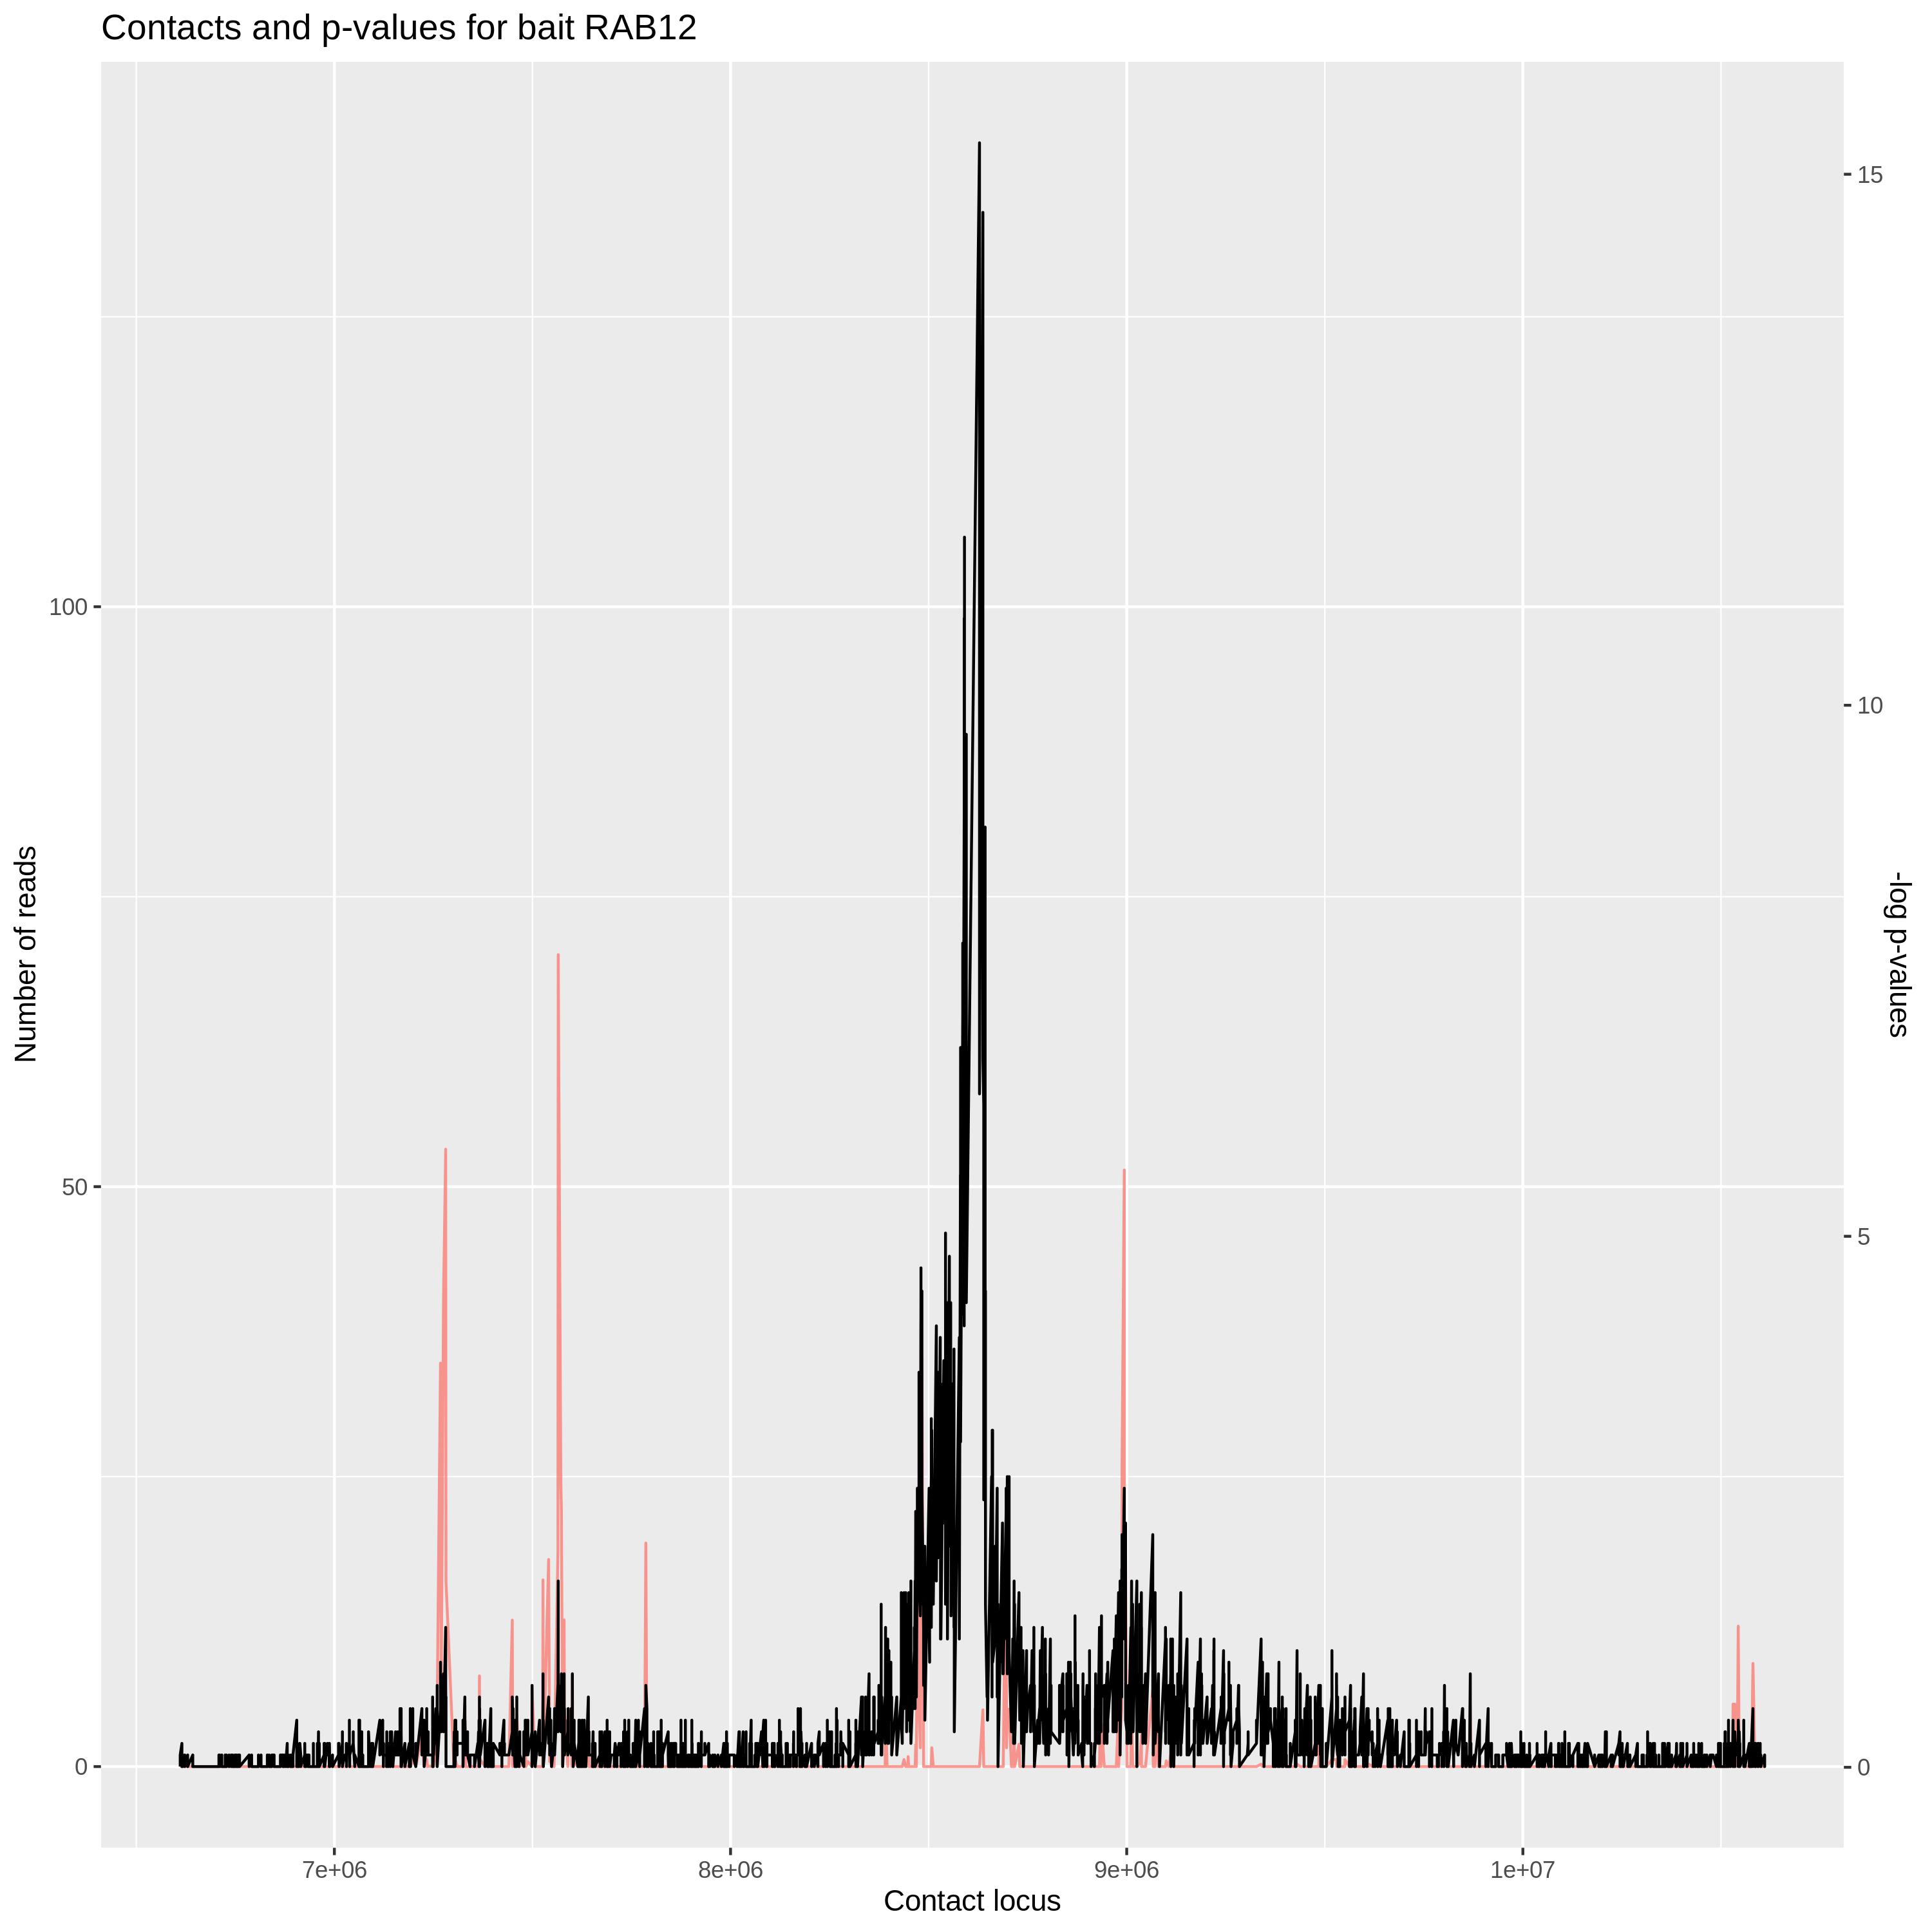 Contacts and p-values for bait RAB12
Number of reads
100
50
0
15
10
5
0
-log p-values
7e+06
8e+06
9e+06
1e+07
Contact locus